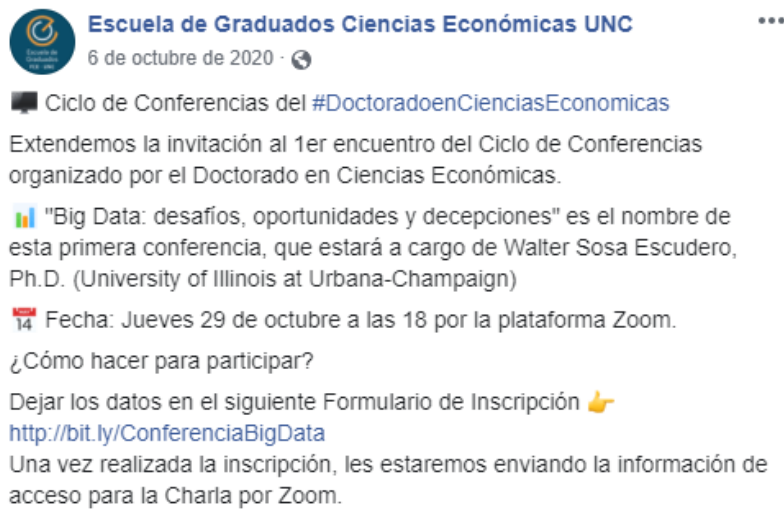 Escuela de Graduados Ciencias Económicas UNC
6 de octubre de 2020 ·
Ciclo de Conferencias del #DoctoradoenCienciasEconomicas
Extendemos la invitación al 1er encuentro del Ciclo de Conferencias
organizado por el Doctorado en Ciencias Económicas.
"Big Data: desafíos, oportunidades y decepciones" es el nombre de
esta primera conferencia, que estará a cargo de Walter Sosa Escudero,
Ph.D. (University of Illinois at Urbana-Champaign)
14 Fecha: Jueves 29 de octubre a las 18 por la plataforma Zoom.
¿Cómo hacer para participar?
Dejar los datos en el siguiente Formulario de Inscripción
http://bit.ly/ConferenciaBigData
Una vez realizada la inscripción, les estaremos enviando la información de
acceso para la Charla por Zoom.